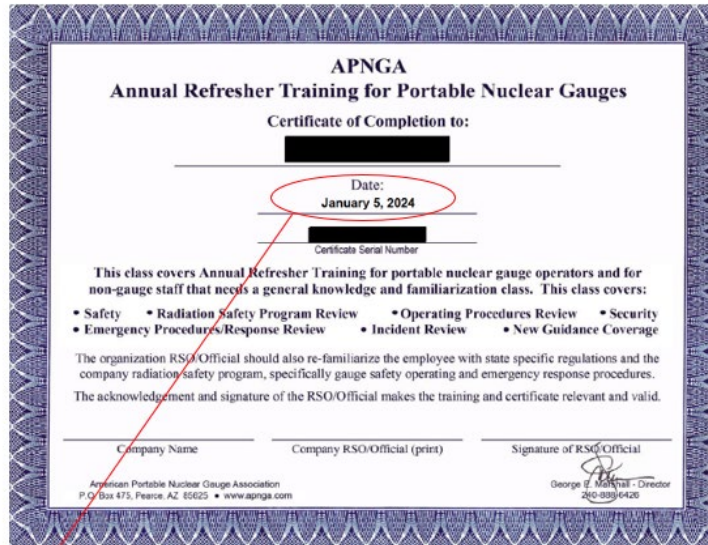 APNGA
Annual Refresher Training for Portable Nuclear Gauges
Certificate of Completion to:
Date:
January 5, 2024
Certificate Serial Number
This class covers Annual Refresher Training for portable nuclear gauge operators and for
non-gauge staff that needs a general knowledge and familiarization class. This class covers:
• Safety • Radiation Safety Program Review • Operating Procedures Review • Security
• Emergency Procedures/Response Review • Incident Review • New Guidance Coverage
The organization RSO/Official should also re-familiarize the employee with state specific regulations and the
company radiation safety program, specifically gauge safety operating and emergency response procedures.
The acknowledgement and signature of the RSO/Official makes the training and certificate relevant and valid.
Company Name Company RSO/Official (print) Signature of RSO/Official
American Portable Nuclear Gauge Association George E. Marshall - Director
P.O. Box 475, Pearce, AZ 85625 • www.apnga.com 240-888-6426